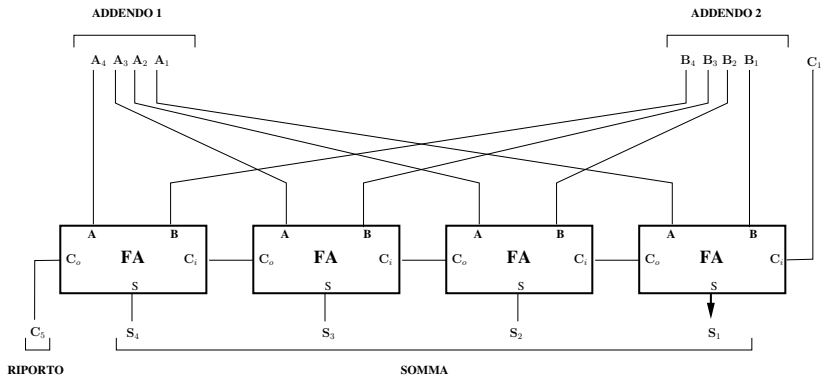 ADDENDO 1 ADDENDO 2
A₄ A₃ A₂ A₁ B₄ B₃ B₂ B₁ C₁
A B A B A B A B
Cₒ FA Cᵢ Cₒ FA Cᵢ Cₒ FA Cᵢ Cₒ FA Cᵢ
S S S S
C₅ S₄ S₃ S₂ S₁
RIPORTO SOMMA